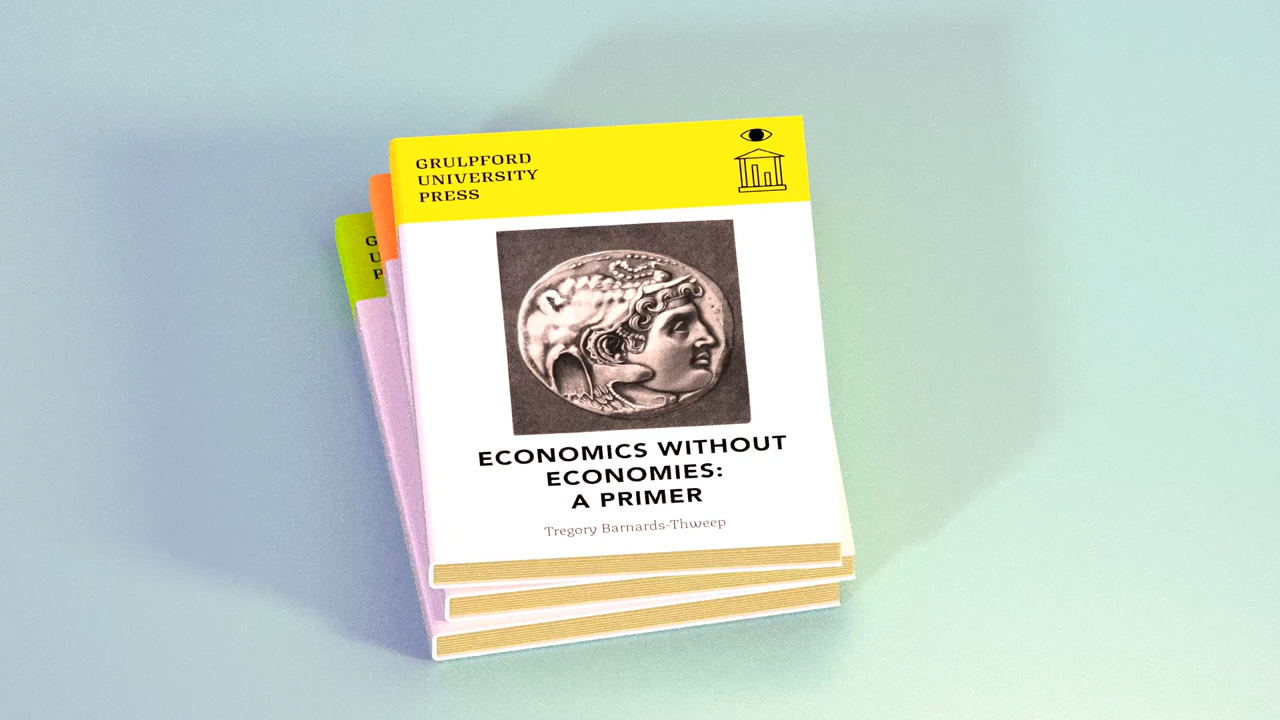 GRULPFORD
UNIVERSITY
PRESS
ECONOMICS WITHOUT
ECONOMIES:
A PRIMER
Tregory Barnards-Thweep
G
U
P